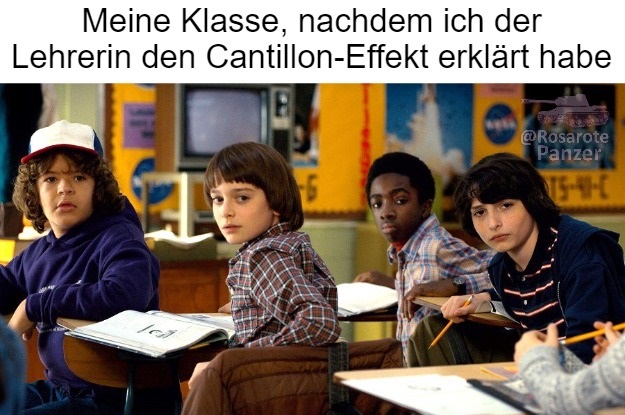 Meine Klasse, nachdem ich der
Lehrerin den Cantillon-Effekt erklärt habe
@Rosarote
Panzer
NASA